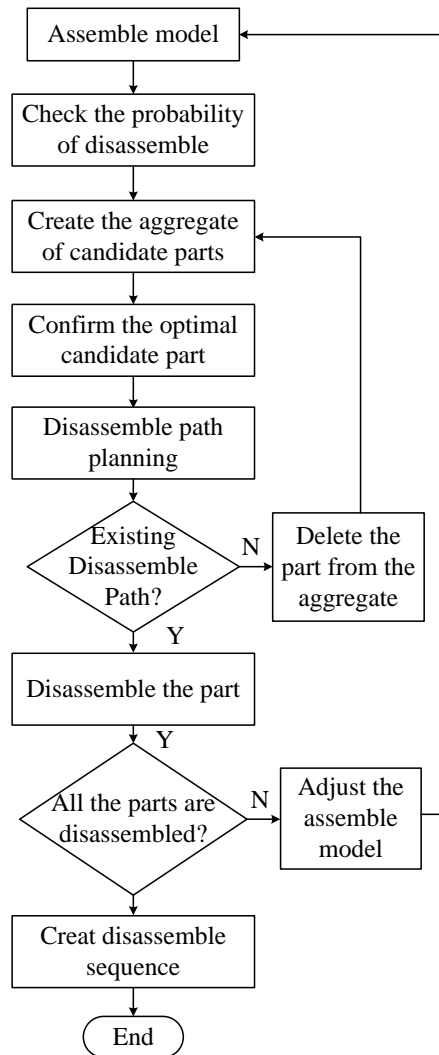 Assemble model
Check the probability
of disassemble
Create the aggregate
of candidate parts
Confirm the optimal
candidate part
Disassemble path
planning
Existing
Disassemble
Path?
N
Delete the
part from the
aggregate
Y
Disassemble the part
Y
All the parts are
disassembled?
N
Adjust the
assemble
model
Creat disassemble
sequence
End